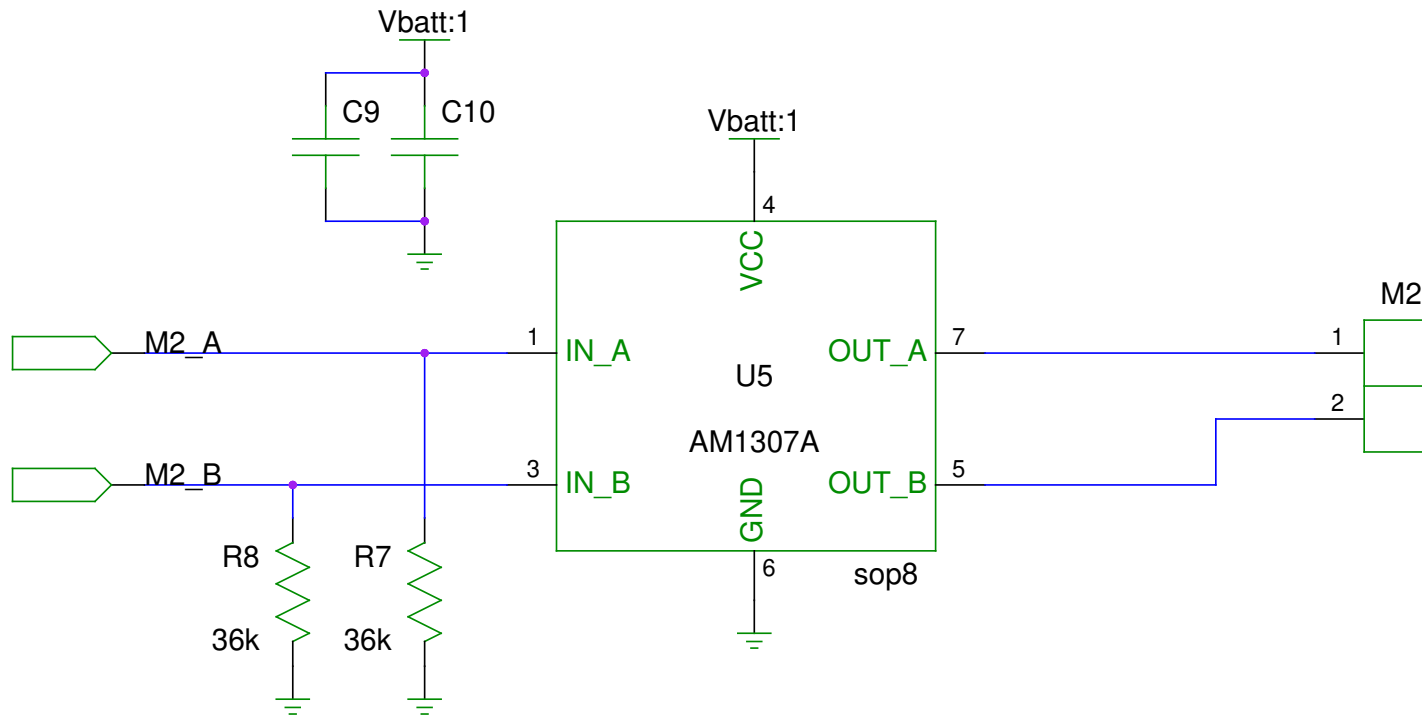 Vbatt:1
C9 C10
Vbatt:1
4
VCC
M2
M2_A 1 IN_A OUT_A 7 1
U5
2
AM1307A
M2_B 3 IN_B OUT_B 5
GND
R8 R7 6 sop8
36k 36k